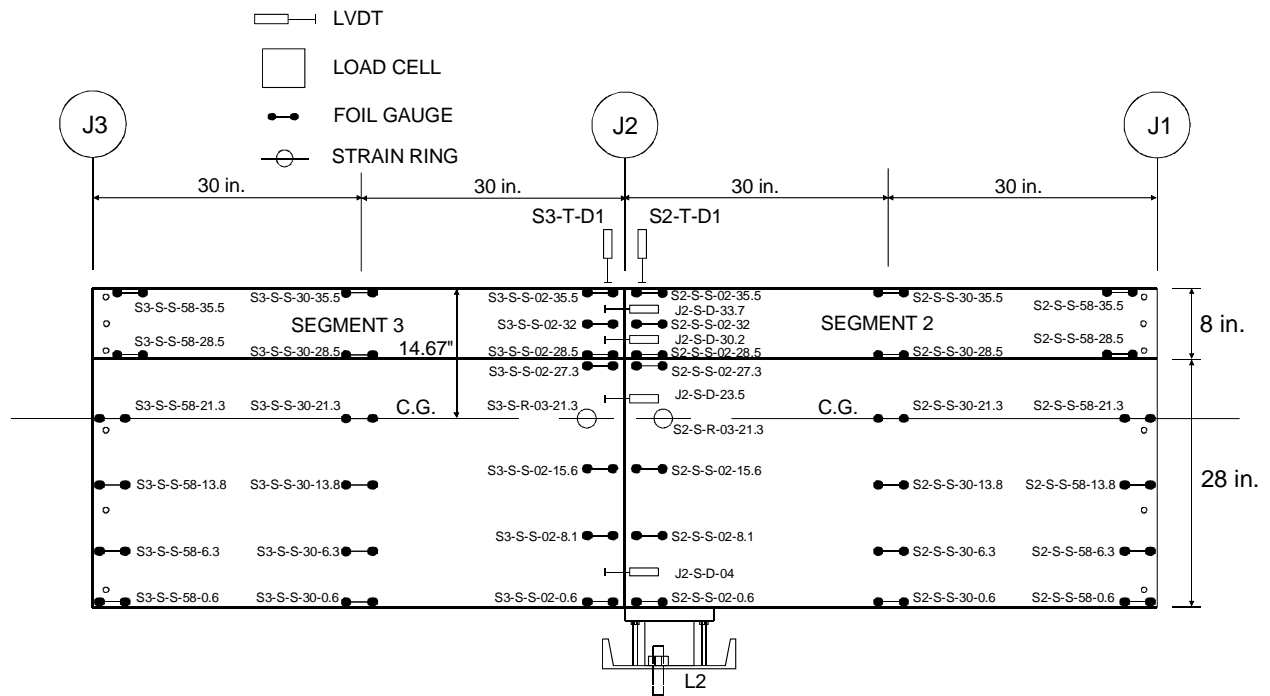 LVDT
LOAD CELL
FOIL GAUGE
STRAIN RING
J3
J2
J1
30 in.
30 in.
30 in.
30 in.
S3-T-D1
S2-T-D1
S3-S-S-58-35.5
S3-S-S-30-35.5
S3-S-S-02-35.5
S2-S-S-02-35.5
S2-S-S-30-35.5
S2-S-S-58-35.5
J2-S-D-33.7
SEGMENT 3
S3-S-S-02-32
S2-S-S-02-32
SEGMENT 2
8 in.
S3-S-S-58-28.5
S3-S-S-30-28.5
14.67"
S3-S-S-02-28.5
J2-S-D-30.2
S2-S-S-02-28.5
S2-S-S-30-28.5
S2-S-S-58-28.5
S3-S-S-02-27.3
S2-S-S-02-27.3
J2-S-D-23.5
S3-S-S-58-21.3
S3-S-S-30-21.3
C.G.
S3-S-R-03-21.3
S2-S-R-03-21.3
C.G.
S2-S-S-30-21.3
S2-S-S-58-21.3
S3-S-S-02-15.6
S2-S-S-02-15.6
28 in.
S3-S-S-58-13.8
S3-S-S-30-13.8
S2-S-S-30-13.8
S2-S-S-58-13.8
S3-S-S-02-8.1
S2-S-S-02-8.1
S3-S-S-58-6.3
S3-S-S-30-6.3
S2-S-S-30-6.3
S2-S-S-58-6.3
J2-S-D-04
S3-S-S-58-0.6
S3-S-S-30-0.6
S3-S-S-02-0.6
S2-S-S-02-0.6
S2-S-S-30-0.6
S2-S-S-58-0.6
L2